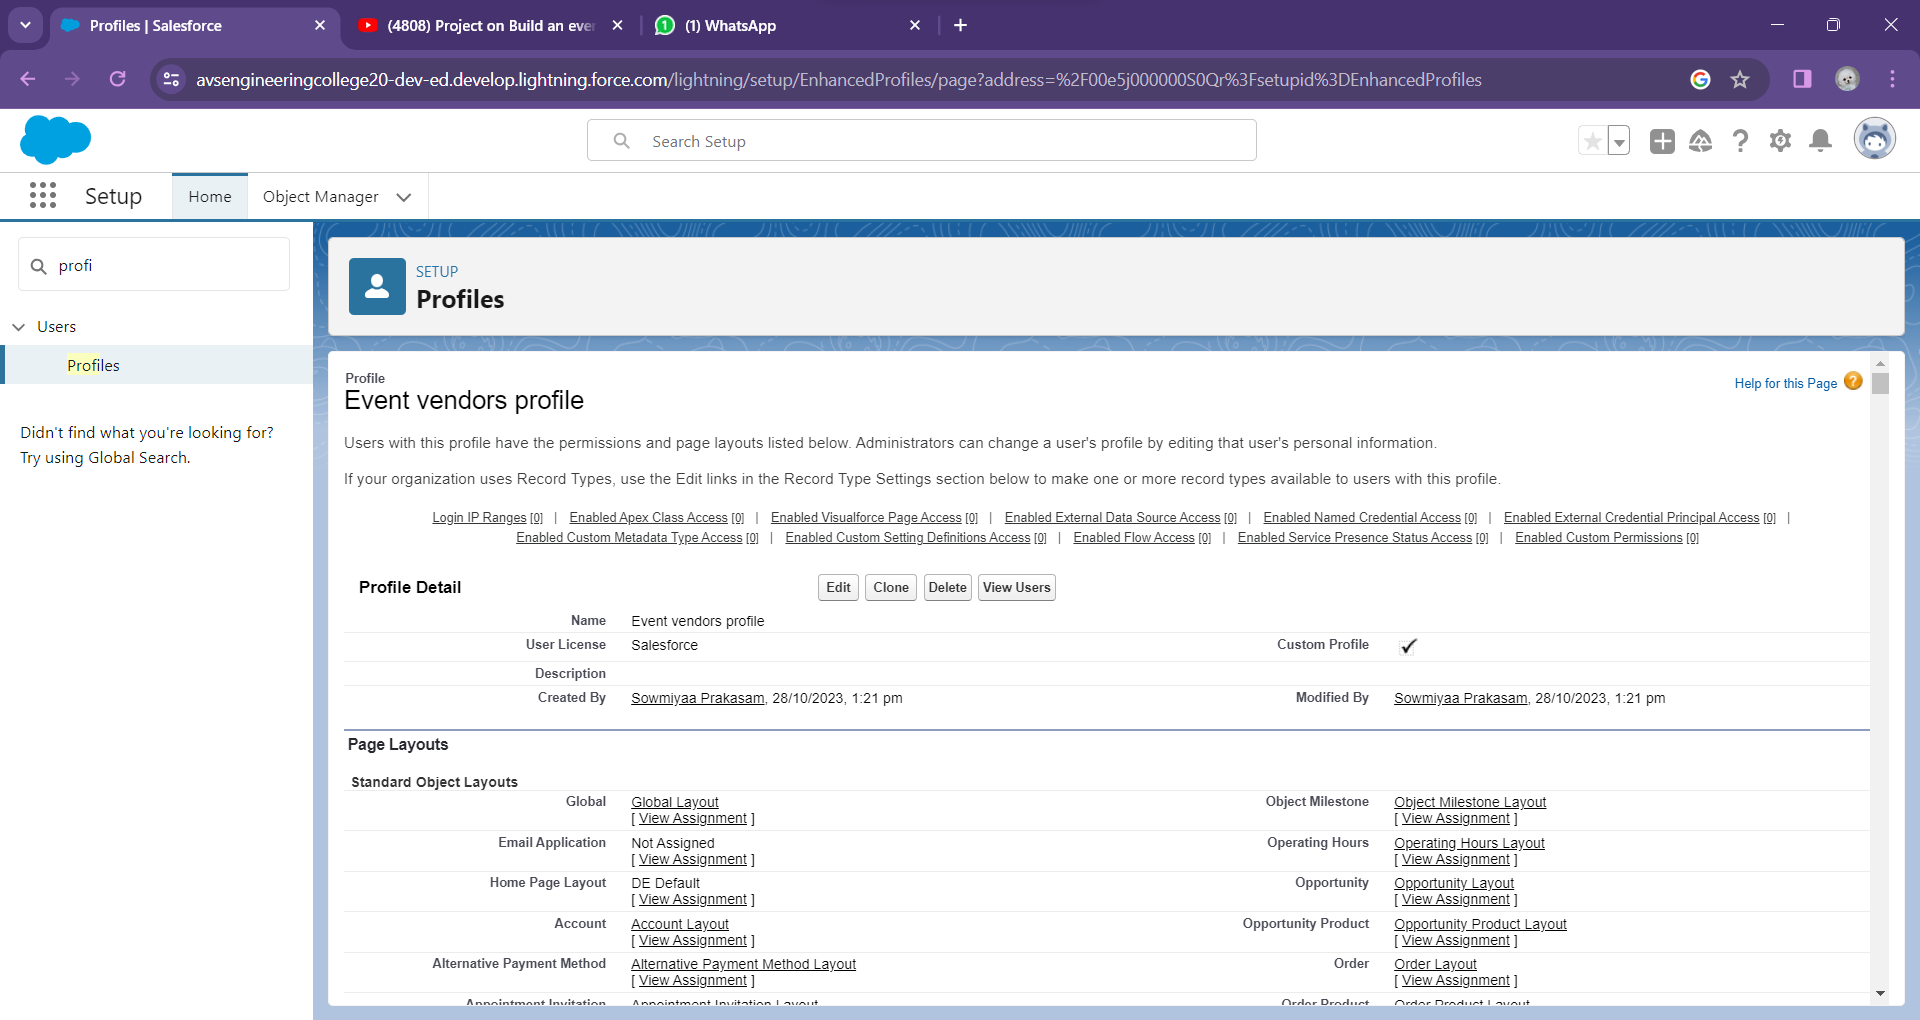 Profiles | Salesforce
(4808) Project on Build an eve
(1) WhatsApp
avsengineeringcollege20-dev-ed.develop.lightning.force.com/lightning/setup/EnhancedProfiles/page?address=%2F00e5j000000S0Qr%3Fsetupid%3DEnhancedProfiles
Search Setup
Setup
Home
Object Manager
profi
Users
Profiles
Didn't find what you're looking for?
Try using Global Search.
SETUP
Profiles
Profile
Event vendors profile
Help for this Page
Users with this profile have the permissions and page layouts listed below. Administrators can change a user's profile by editing that user's personal information.
If your organization uses Record Types, use the Edit links in the Record Type Settings section below to make one or more record types available to users with this profile.
Login IP Ranges [0] | Enabled Apex Class Access [0] | Enabled Visualforce Page Access [0] | Enabled External Data Source Access [0] | Enabled Named Credential Access [0] | Enabled External Credential Principal Access [0] |
Enabled Custom Metadata Type Access [0] | Enabled Custom Setting Definitions Access [0] | Enabled Flow Access [0] | Enabled Service Presence Status Access [0] | Enabled Custom Permissions [0]
Profile Detail
Edit Clone Delete View Users
Name Event vendors profile
User License Salesforce Custom Profile
Description
Created By Sowmiyaa Prakasam, 28/10/2023, 1:21 pm Modified By Sowmiyaa Prakasam, 28/10/2023, 1:21 pm
Page Layouts
Standard Object Layouts
Global Global Layout Object Milestone Object Milestone Layout
[ View Assignment ] [ View Assignment ]
Email Application Not Assigned Operating Hours Operating Hours Layout
[ View Assignment ] [ View Assignment ]
Home Page Layout DE Default Opportunity Opportunity Layout
[ View Assignment ] [ View Assignment ]
Account Account Layout Opportunity Product Opportunity Product Layout
[ View Assignment ] [ View Assignment ]
Alternative Payment Method Alternative Payment Method Layout Order Order Layout
[ View Assignment ] [ View Assignment ]
Appointment Invitation Appointment Invitation Layout Order Product Order Product Layout